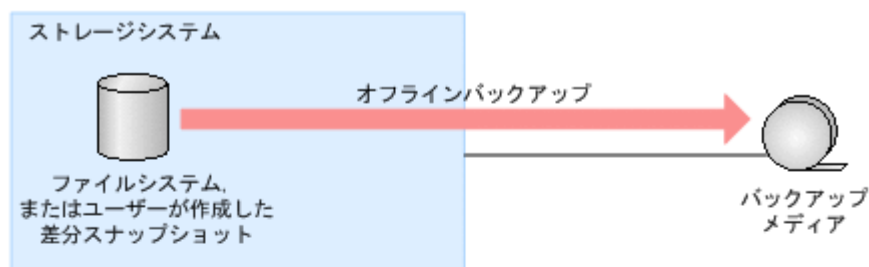 ストレージシステム
オフラインバックアップ
ファイルシステム,
またはユーザーが作成した
差分スナップショット
バックアップ
メディア